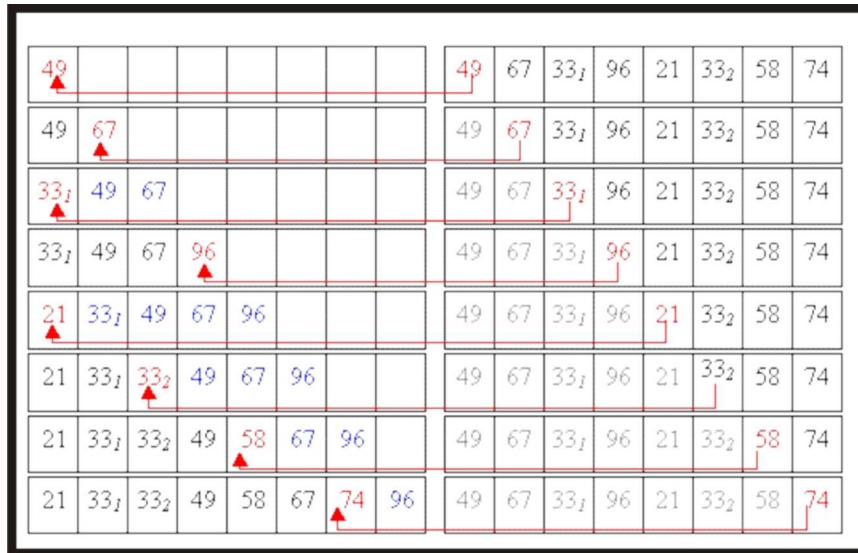 49 49 67 33₁ 96 21 33₂ 58 74
49 67 49 67 33₁ 96 21 33₂ 58 74
33₁ 49 67 49 67 33₁ 96 21 33₂ 58 74
33₁ 49 67 96 49 67 33₁ 96 21 33₂ 58 74
21 33₁ 49 67 96 49 67 33₁ 96 21 33₂ 58 74
21 33₁ 33₂ 49 67 96 49 67 33₁ 96 21 33₂ 58 74
21 33₁ 33₂ 49 58 67 96 49 67 33₁ 96 21 33₂ 58 74
21 33₁ 33₂ 49 58 67 74 96 49 67 33₁ 96 21 33₂ 58 74